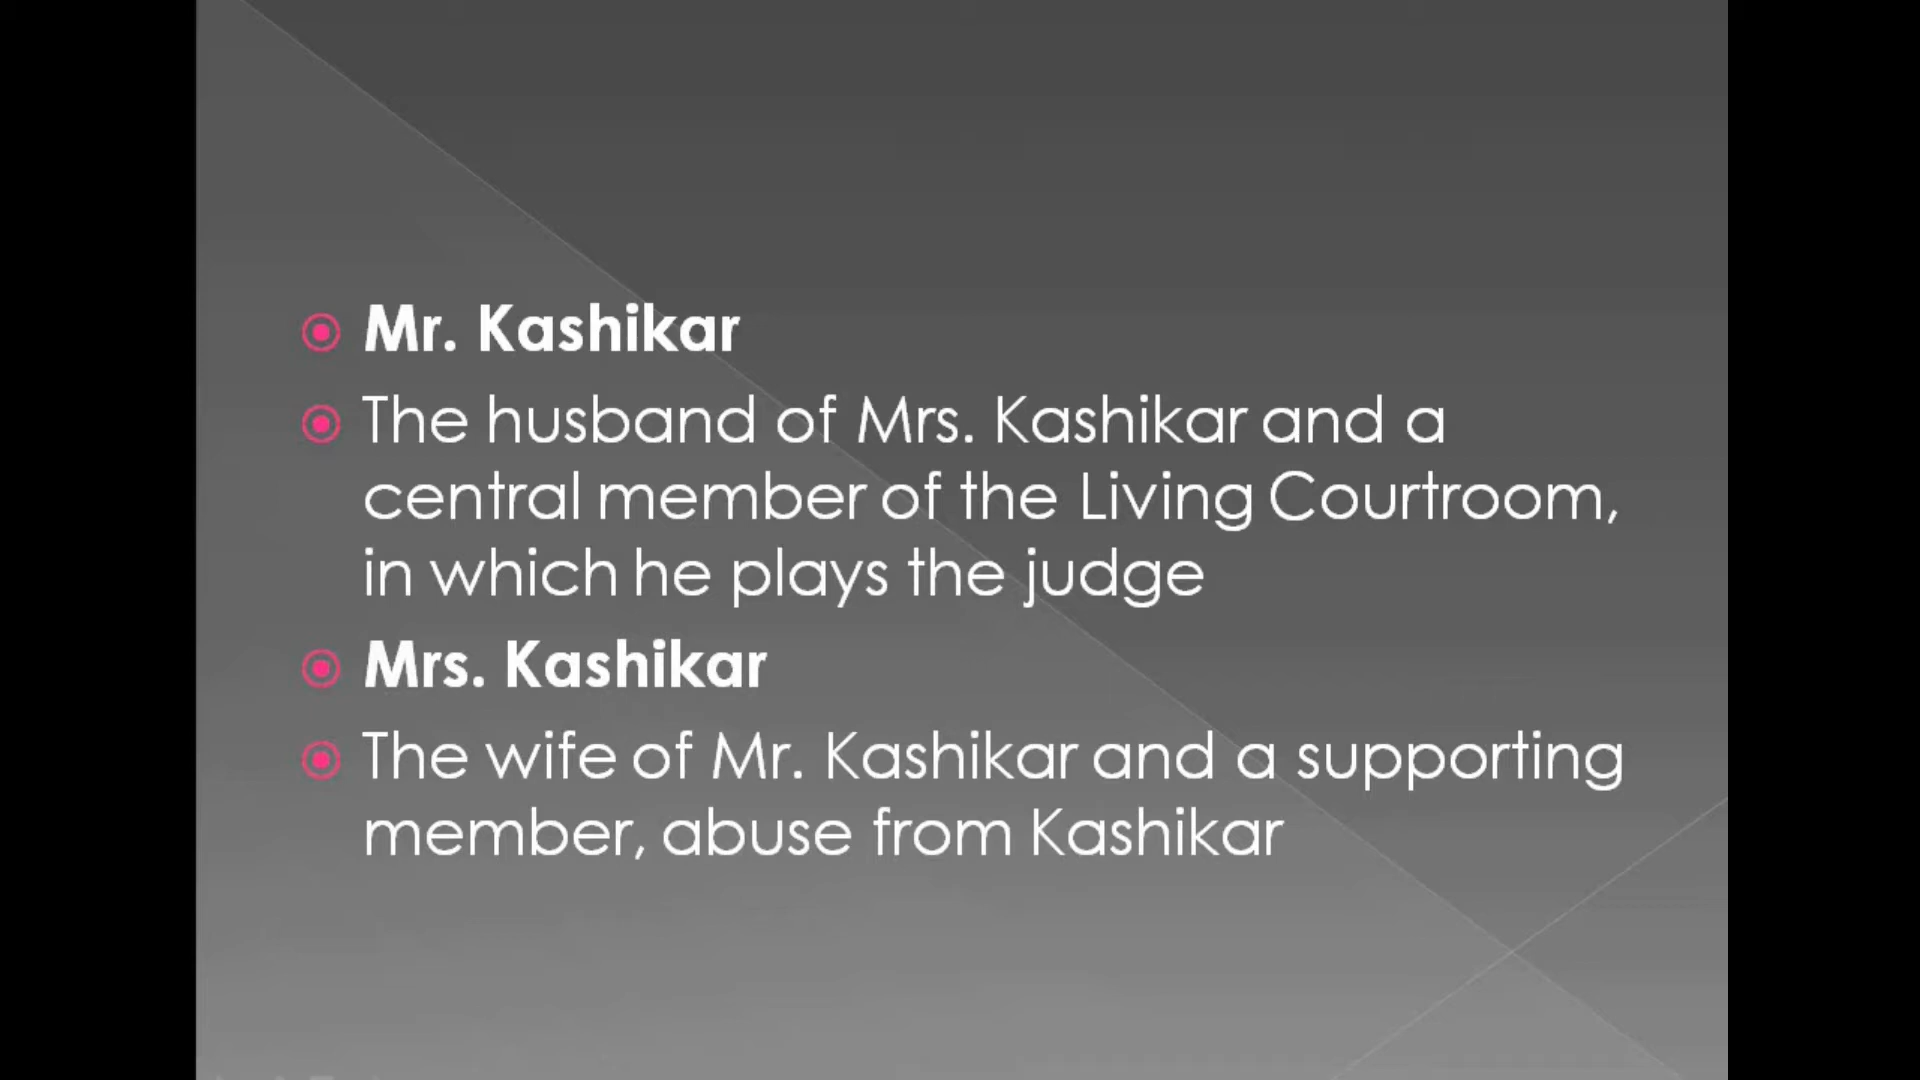 Mr. Kashikar
The husband of Mrs. Kashikar and a
central member of the Living Courtroom,
in which he plays the judge
Mrs. Kashikar
The wife of Mr. Kashikar and a supporting
member, abuse from Kashikar